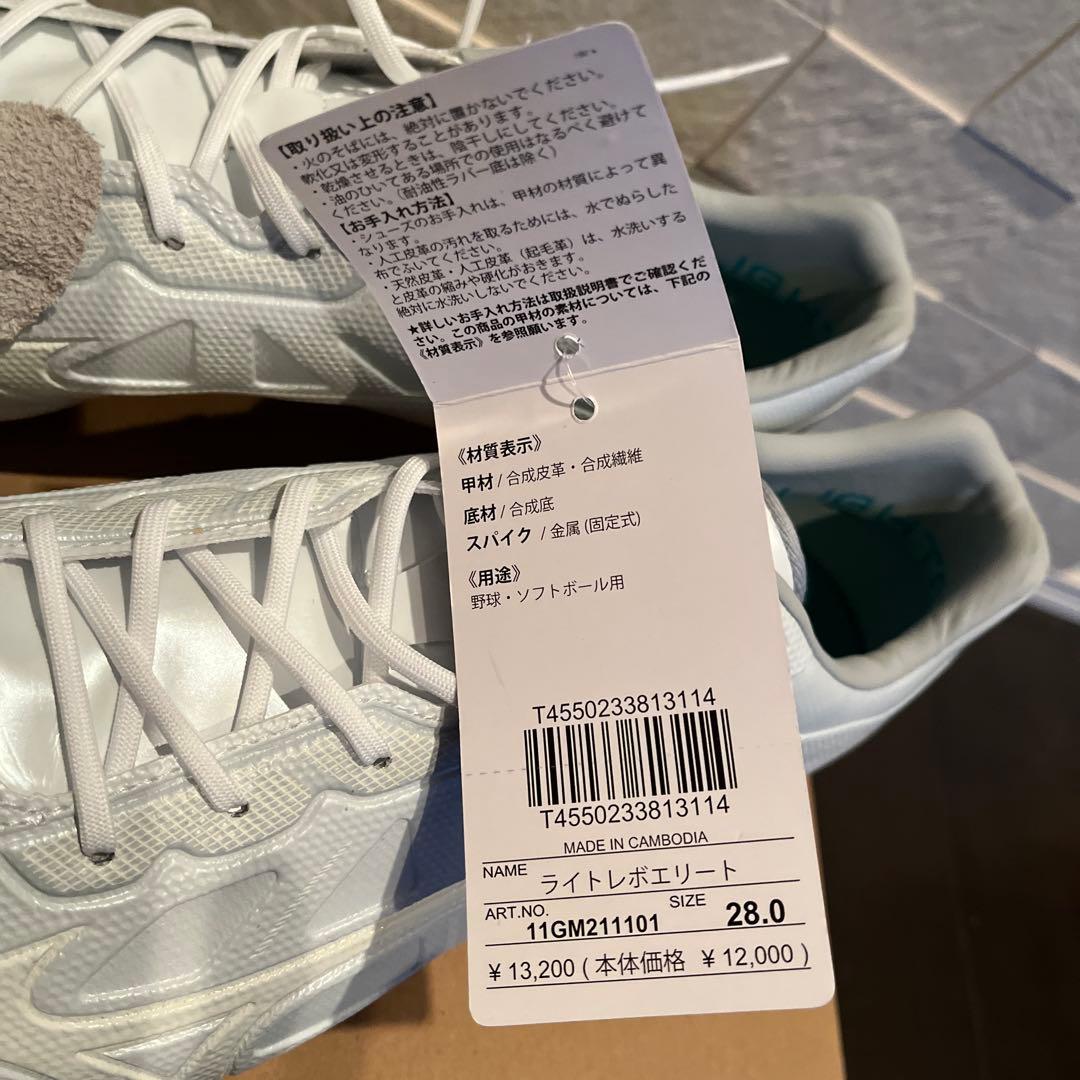 【取り扱い上の注意】
・火のそばには、絶対に置かないでください。
軟化又は変形することがあります。
・乾燥させるときは、陰干しにしてください。
・油のひいてある場所での使用はなるべく避けて
ください。（耐油性ラバー底は除く）
【お手入れ方法】
・シューズのお手入れは、甲材の材質によって異
なります。
・人工皮革の汚れを取るためには、水でぬらした
布でふいてください。
・天然皮革・人工皮革（起毛革）は、水洗いする
と皮革の縮みや硬化がおきます。
絶対に水洗いしないでください。
★詳しいお手入れ方法は取扱説明書でご確認くだ
さい。この商品の甲材の素材については、下記の
《材質表示》を参照願います。
《材質表示》
甲材 / 合成皮革・合成繊維
底材 / 合成底
スパイク / 金属 (固定式)
《用途》
野球・ソフトボール用
T4550233813114
T4550233813114
MADE IN CAMBODIA
NAME ライトレボエリート
ART.NO. 11GM211101 SIZE 28.0
¥ 13,200 ( 本体価格 ¥ 12,000 )